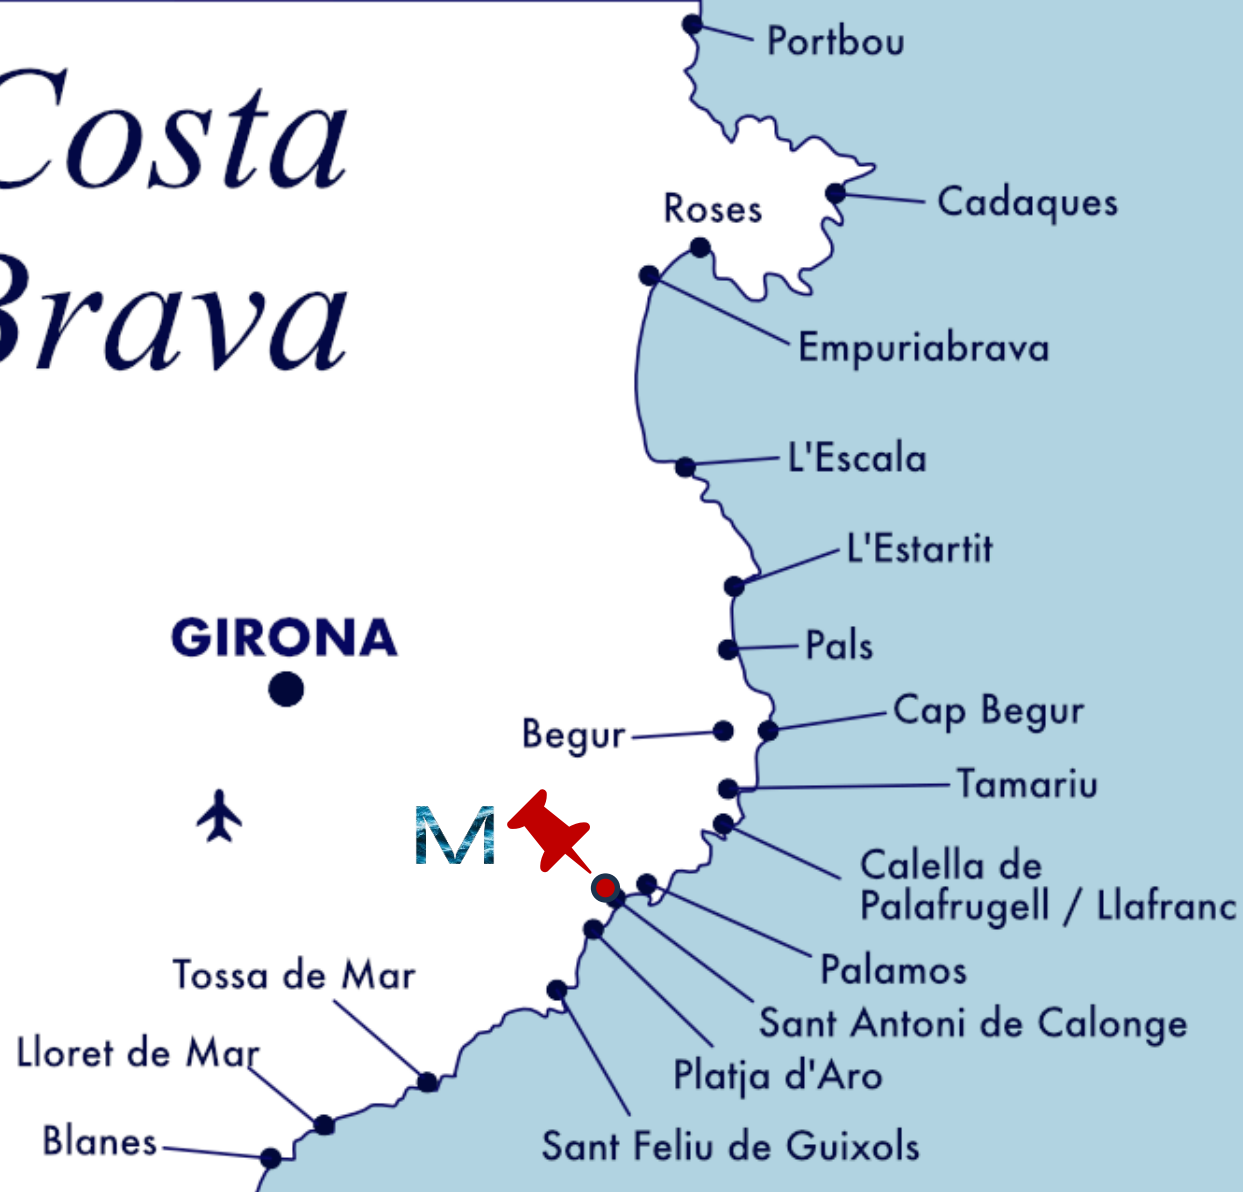 Costa
Brava
Portbou
Cadaques
Roses
Empuriabrava
L'Escala
L'Estartit
Pals
GIRONA
Cap Begur
Begur
Tamariu
M
Calella de
Palafrugell / Llafranc
Palamos
Sant Antoni de Calonge
Platja d'Aro
Tossa de Mar
Lloret de Mar
Blanes
Sant Feliu de Guixols